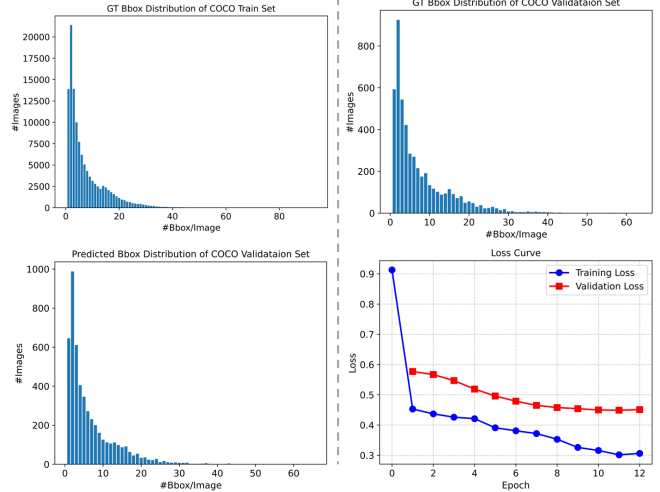 GT Bbox Distribution of COCO Train Set
20000
17500
15000
12500
10000
7500
5000
2500
0
#Images
0 20 40 60 80
#Bbox/Image
GT Bbox Distribution of COCO Validataion Set
800
600
400
200
0
#Images
0 10 20 30 40 50 60
#Bbox/Image
Predicted Bbox Distribution of COCO Validataion Set
1000
800
600
400
200
0
#Images
0 10 20 30 40 50 60
#Bbox/Image
Loss Curve
Training Loss
Validation Loss
0.9
0.8
0.7
0.6
0.5
0.4
0.3
Loss
0 2 4 6 8 10 12
Epoch